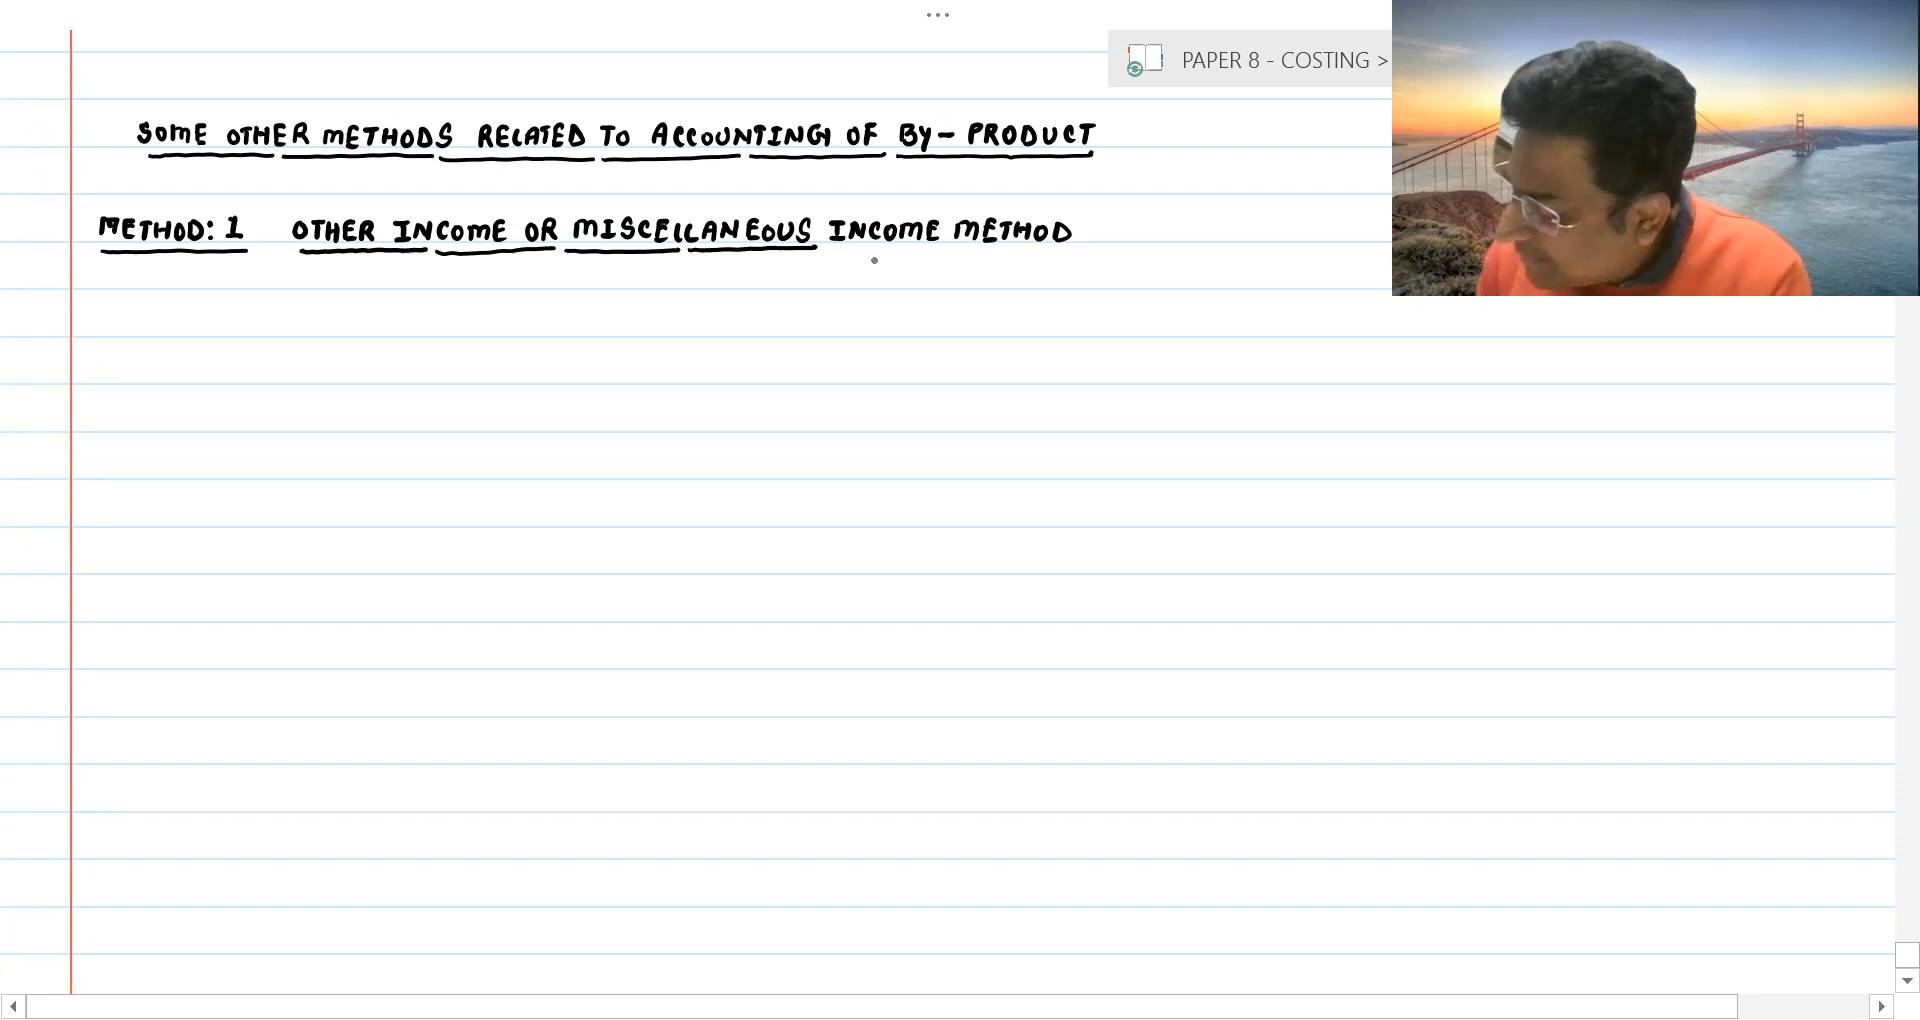 PAPER 8 - COSTING >
SOME OTHER METHODS RELATED TO ACCOUNTING OF BY-PRODUCT
METHOD: 1 OTHER INCOME OR MISCELLANEOUS INCOME METHOD